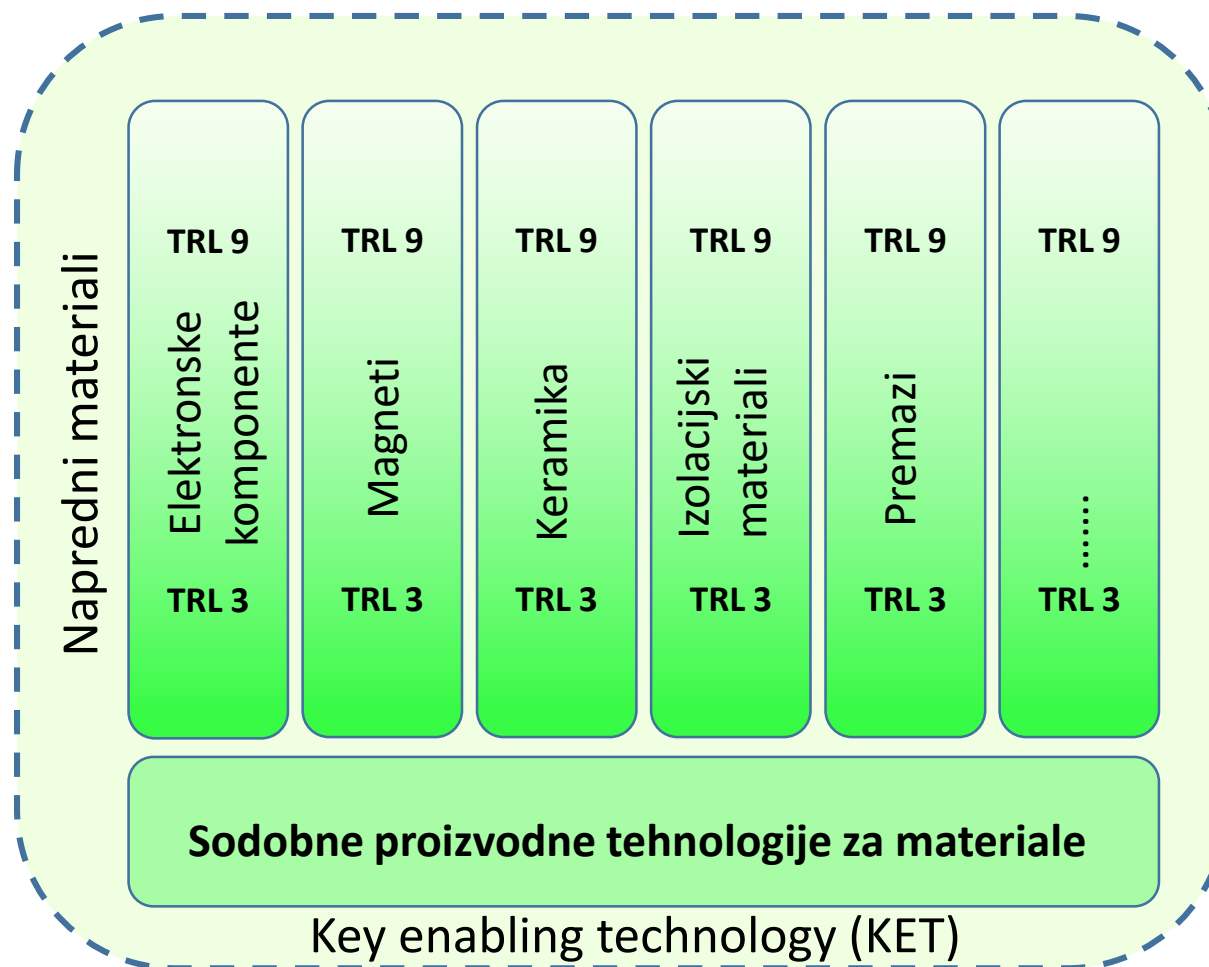 Napredni materiali
TRL 9
Elektronske
komponente
TRL 3
TRL 9
Magneti
TRL 3
TRL 9
Keramika
TRL 3
TRL 9
Izolacijski
materiali
TRL 3
TRL 9
Premazi
TRL 3
TRL 9
.......
TRL 3
Sodobne proizvodne tehnologije za materiale
Key enabling technology (KET)